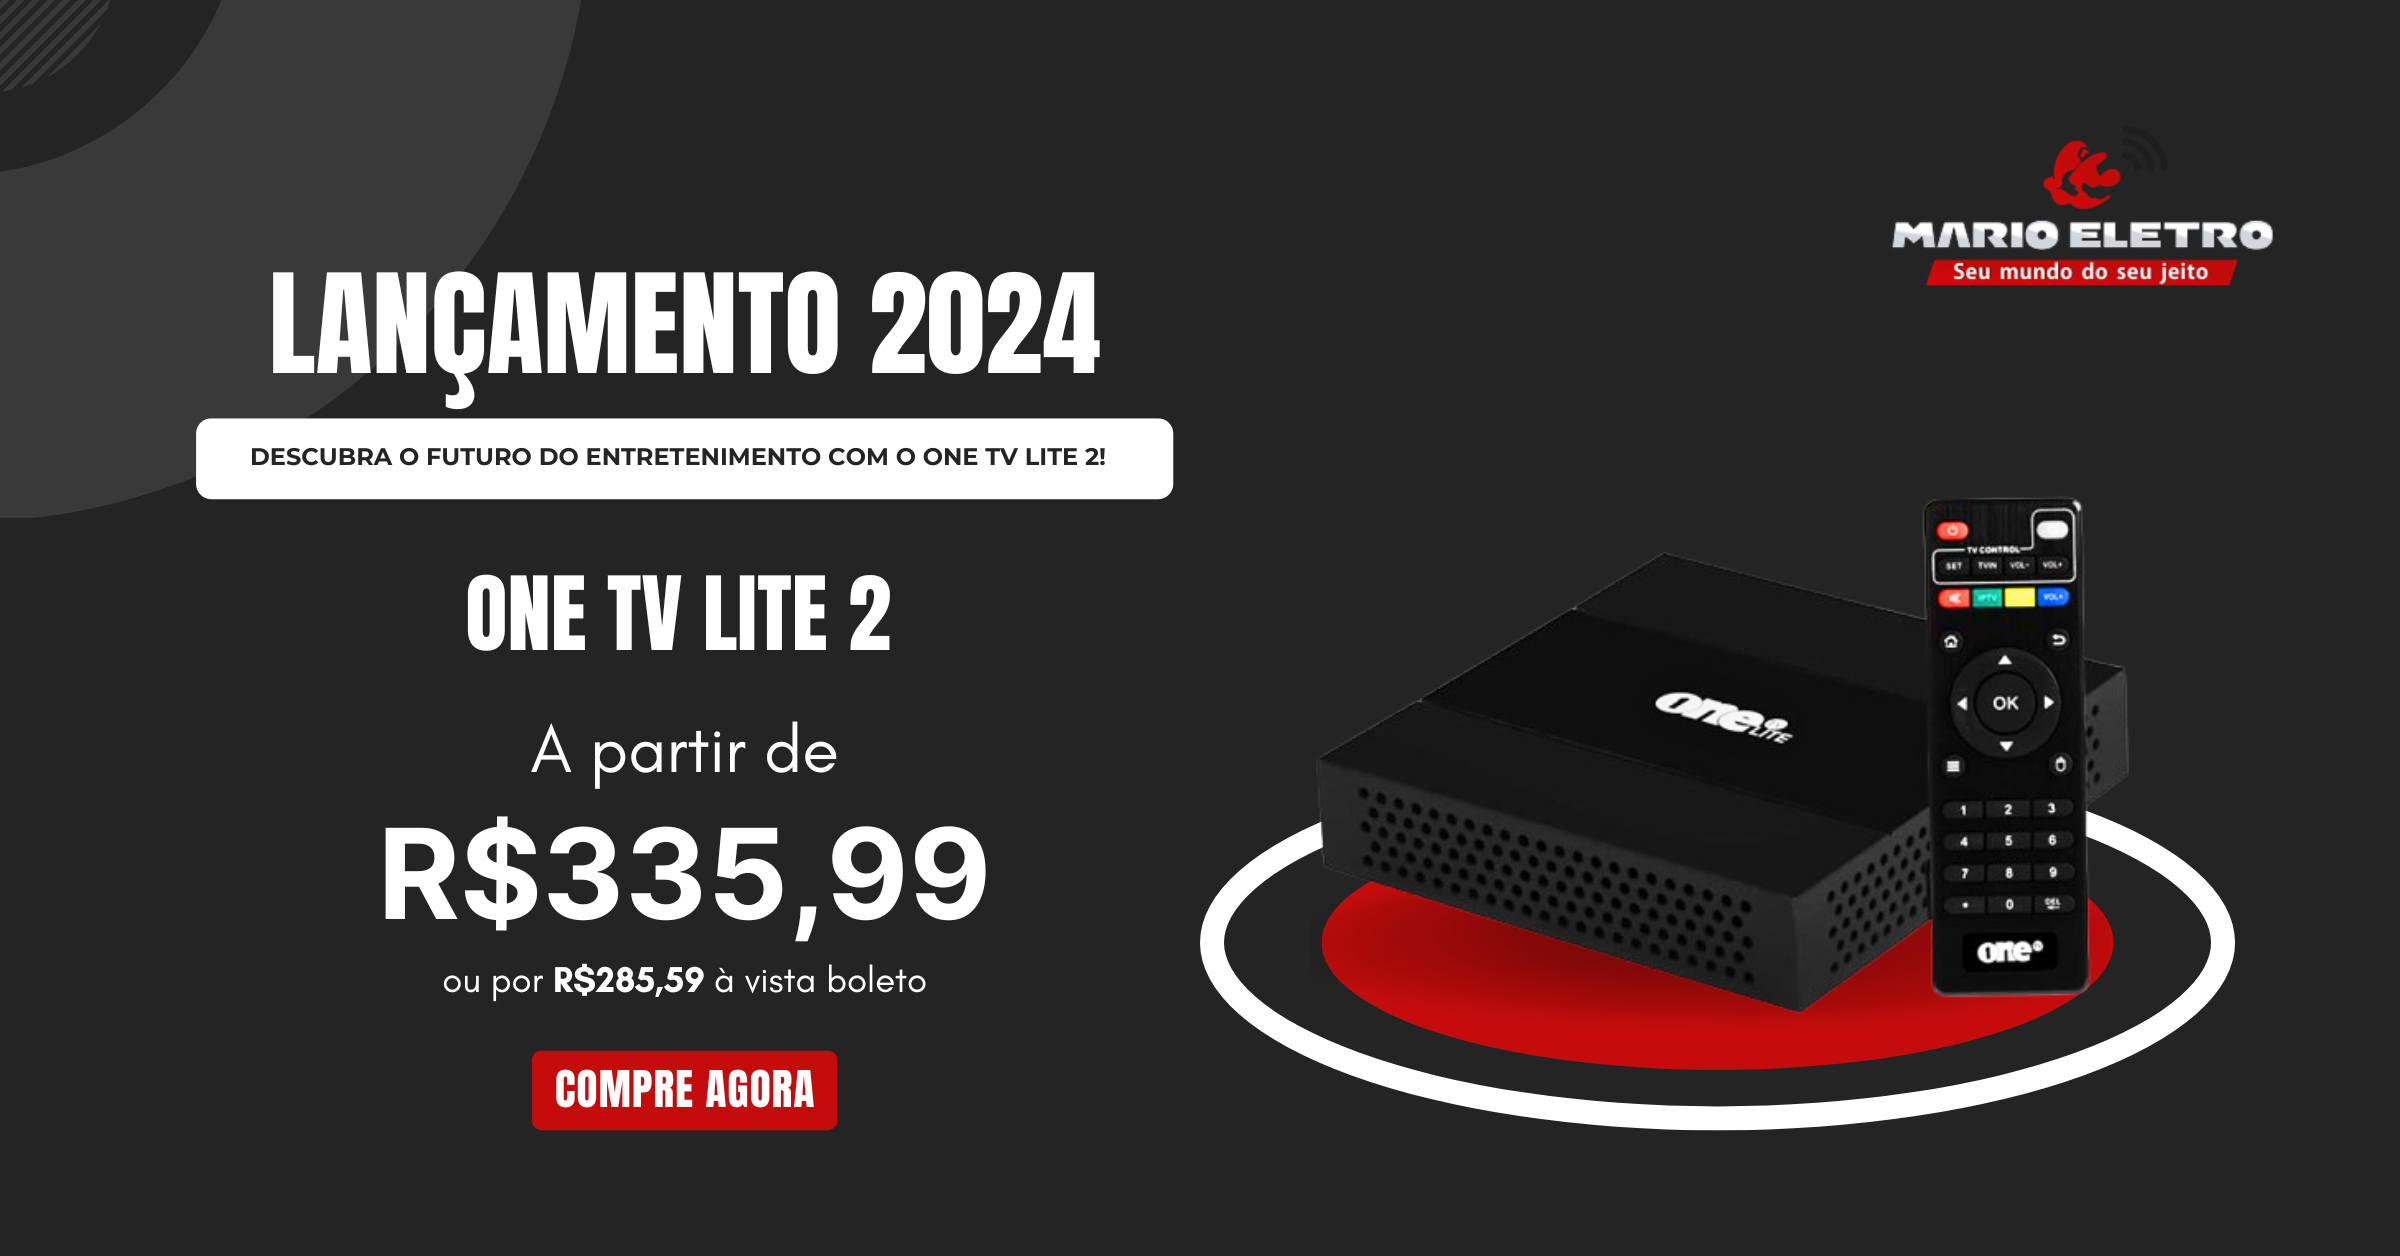 MARIO ELETRO
Seu mundo do seu jeito
LANÇAMENTO 2024
DESCUBRA O FUTURO DO ENTRETENIMENTO COM O ONE TV LITE 2!
ONE TV LITE 2
A partir de
R$335,99
ou por R$285,59 à vista boleto
COMPRE AGORA
one
LITE
TV CONTROL
SET TVIN VOL- VOL+
IPTV VOL+
OK
1 2 3
4 5 6
7 8 9
0 DEL
one